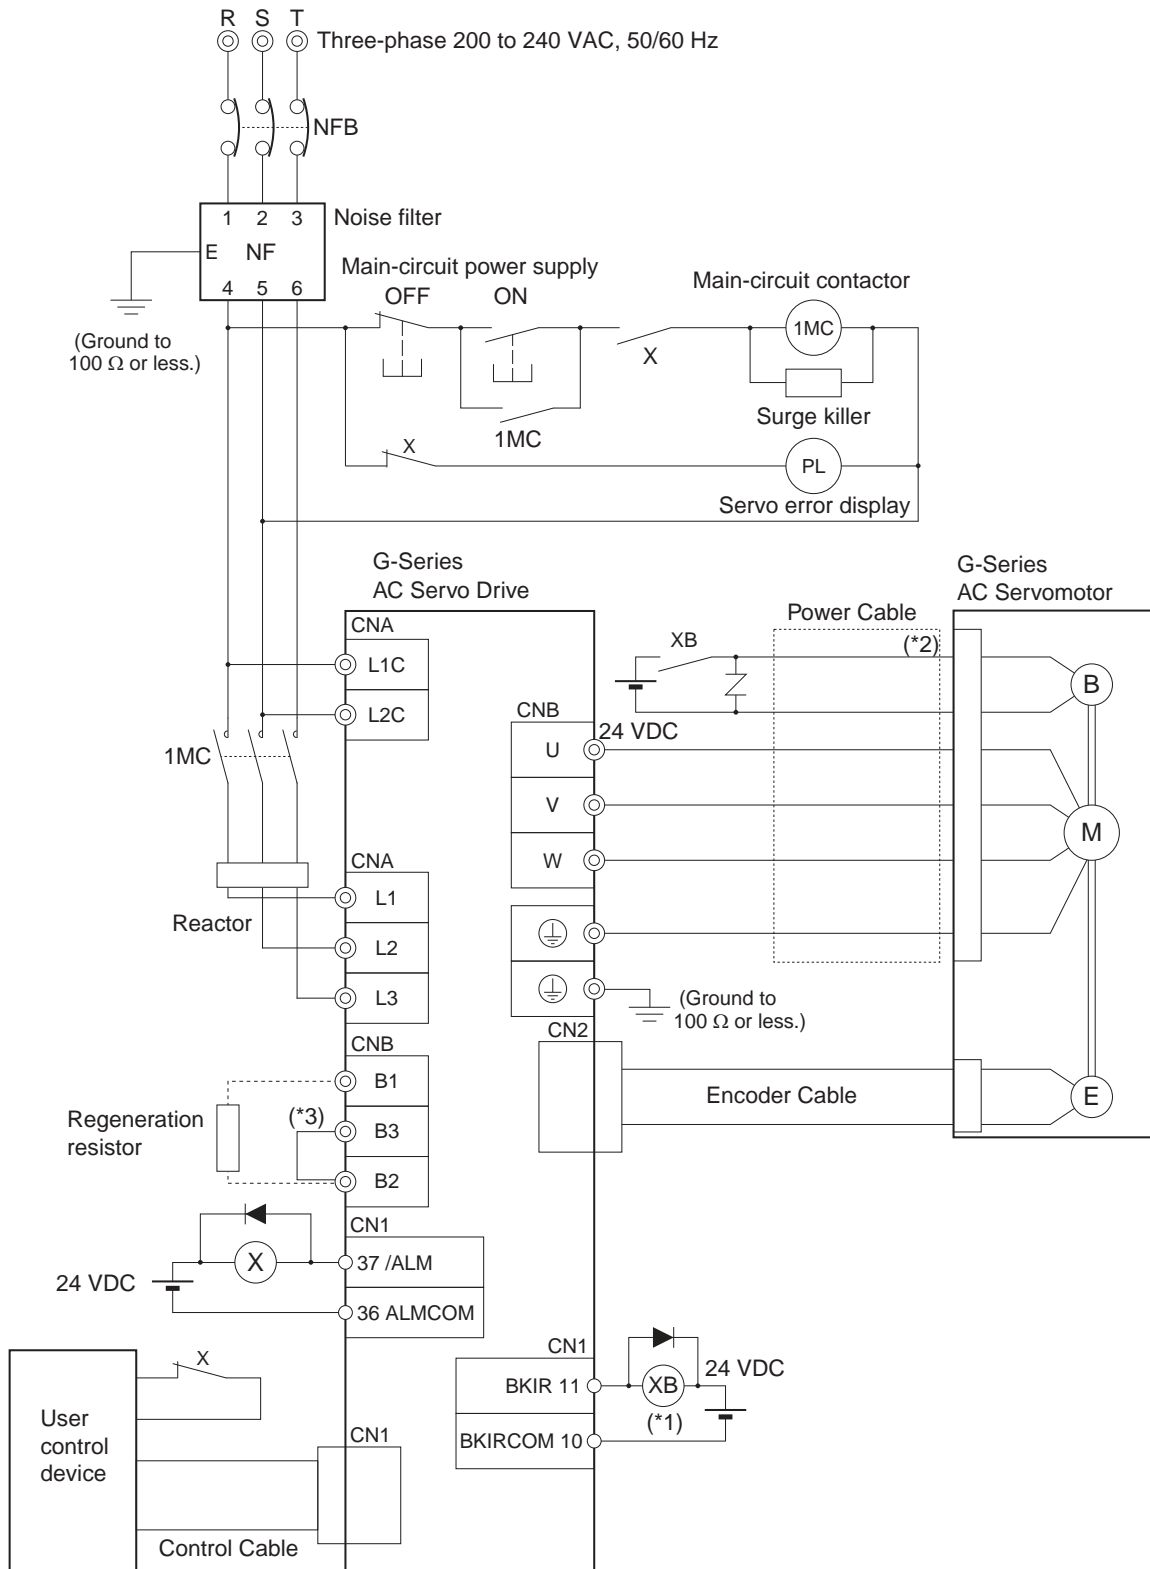 R S T
Three-phase 200 to 240 VAC, 50/60 Hz
NFB
1 2 3
Noise filter
E NF
4 5 6
(Ground to
100 Ω or less.)
Main-circuit power supply
OFF ON
Main-circuit contactor
1MC
X
Surge killer
1MC
X
PL
Servo error display
G-Series
AC Servo Drive
G-Series
AC Servomotor
CNA
L1C
L2C
1MC
XB
Power Cable
(*2)
B
24 VDC
CNB
U
V
W
M
CNA
L1
L2
L3
Reactor
(Ground to
100 Ω or less.)
CN2
Encoder Cable
E
CNB
B1
B3
B2
(*3)
Regeneration
resistor
CN1
X
37 /ALM
24 VDC
36 ALMCOM
CN1
BKIR 11
XB
24 VDC
(*1)
BKIRCOM 10
X
User
control
device
CN1
Control Cable